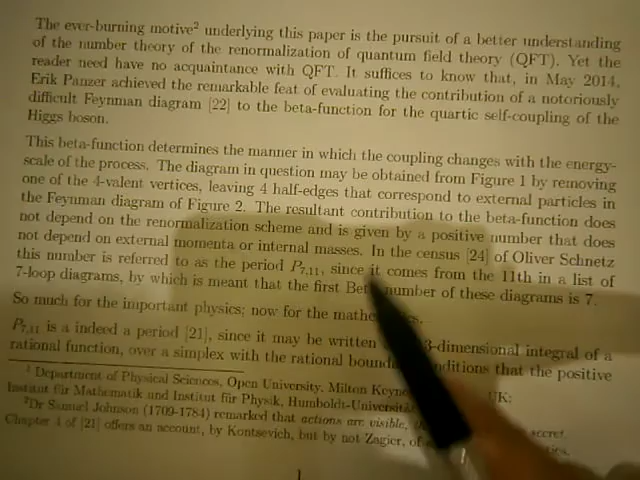 The ever-burning motive² underlying this paper is the pursuit of a better understanding
of the number theory of the renormalization of quantum field theory (QFT). Yet the
reader need have no acquaintance with QFT. It suffices to know that, in May 2014,
Erik Panzer achieved the remarkable feat of evaluating the contribution of a notoriously
difficult Feynman diagram [22] to the beta-function for the quartic self-coupling of the
Higgs boson.
This beta-function determines the manner in which the coupling changes with the energy-
scale of the process. The diagram in question may be obtained from Figure 1 by removing
one of the 4-valent vertices, leaving 4 half-edges that correspond to external particles in
the Feynman diagram of Figure 2. The resultant contribution to the beta-function does
not depend on the renormalization scheme and is given by a positive number that does
not depend on external momenta or internal masses. In the census [24] of Oliver Schnetz
this number is referred to as the period P₇,₁₁, since it comes from the 11th in a list of
7-loop diagrams, by which is meant that the first number of these diagrams is 7.
So much for the important physics; now for the
P₇,₁₁ is a indeed a period [21], since it may be written 3-dimensional integral of a
rational function, over a simplex with the rational conditions that the positive
¹ Department of Physical Sciences, Open University, Milton UK;
Institut für Mathematik und Institut für Physik,
²Dr Samuel Johnson (1709-1784) remarked that actions are visible, secret.
Chapter 4 of [21] offers an account, by Kontsevich, but by not Zagier, of
1